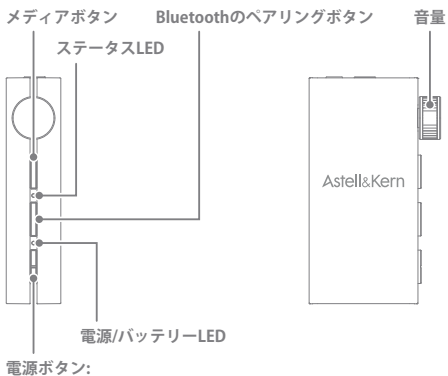 メディアボタン
Bluetoothのペアリングボタン
音量
ステータスLED
Astell&Kern
電源/バッテリーLED
電源ボタン: